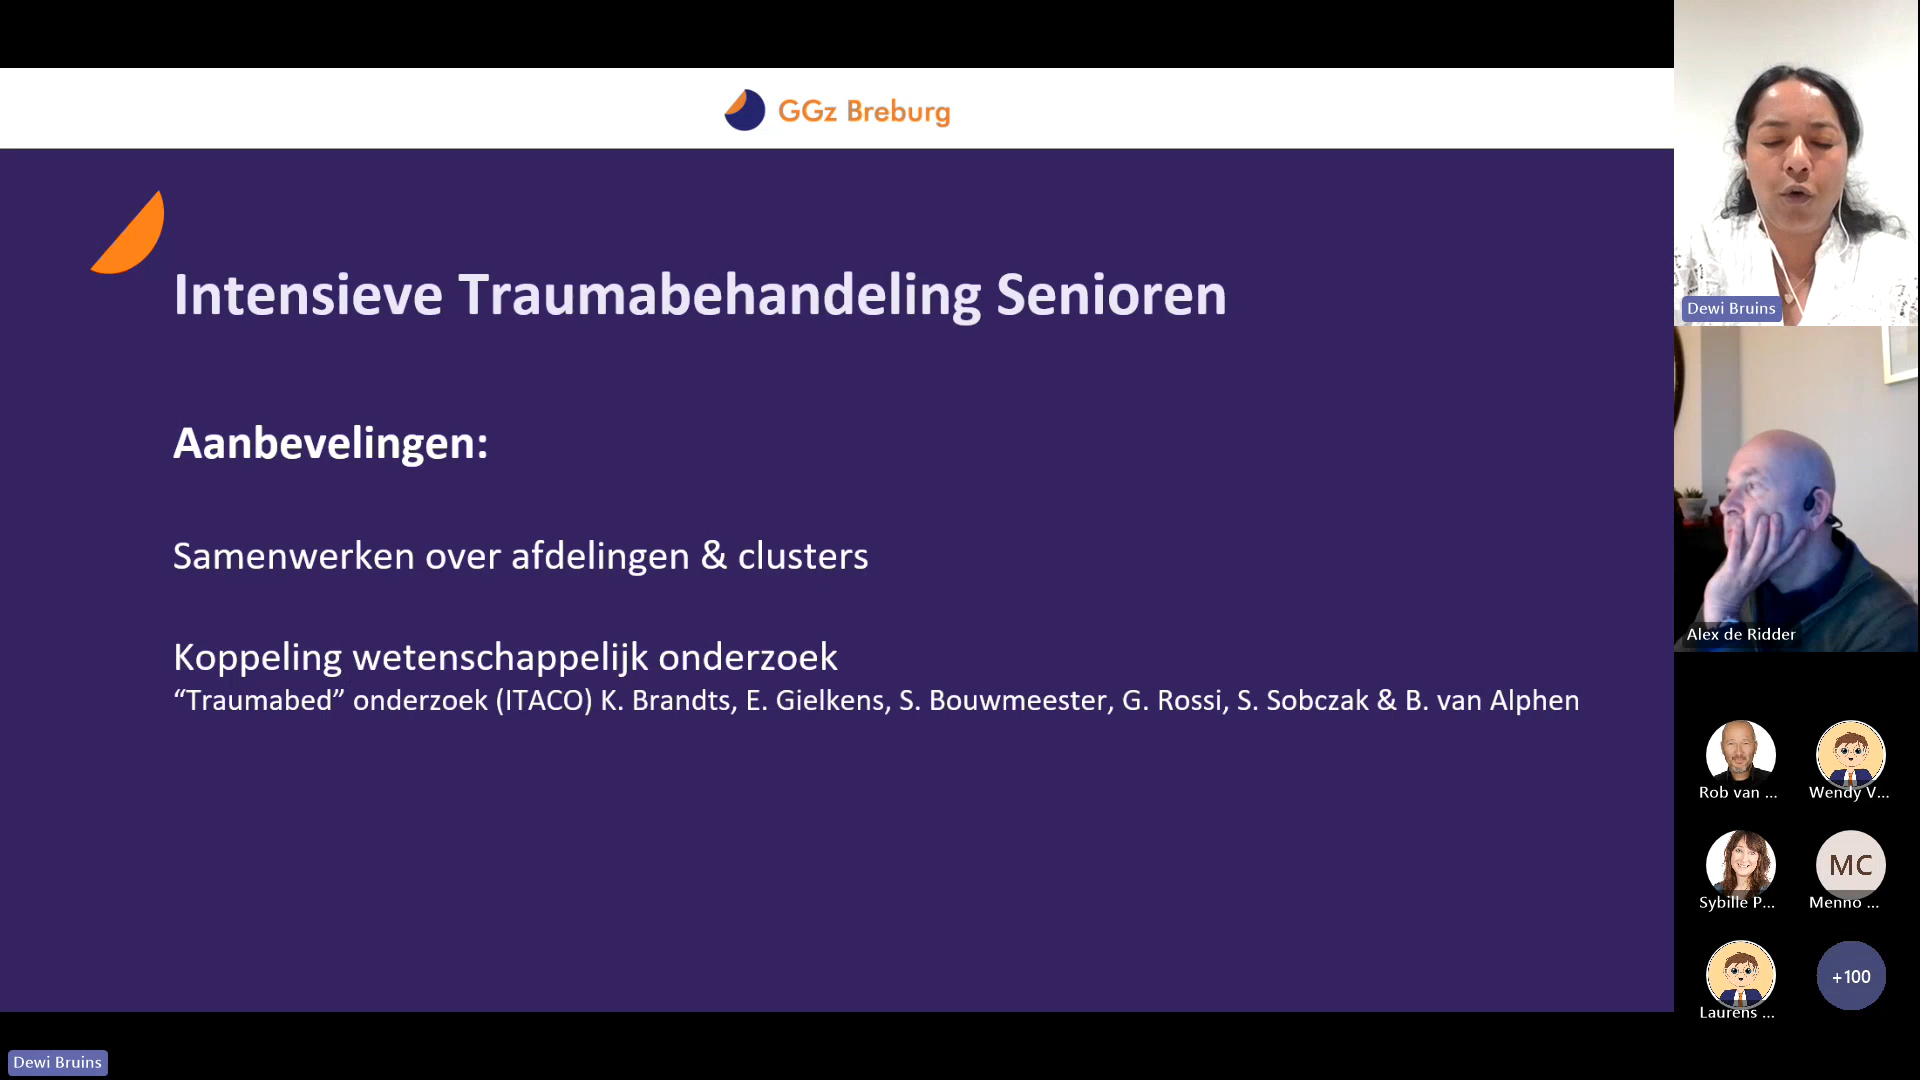 GGz Breburg
Intensieve Traumabehandeling Senioren
Aanbevelingen:
Samenwerken over afdelingen & clusters
Koppeling wetenschappelijk onderzoek
“Traumabed” onderzoek (ITACO) K. Brandts, E. Gielkens, S. Bouwmeester, G. Rossi, S. Sobczak & B. van Alphen
Dewi Bruins
Dewi Bruins
Alex de Ridder
Rob van ...
Wendy V...
Sybille P...
MC
Menno ...
Laurens ...
+100